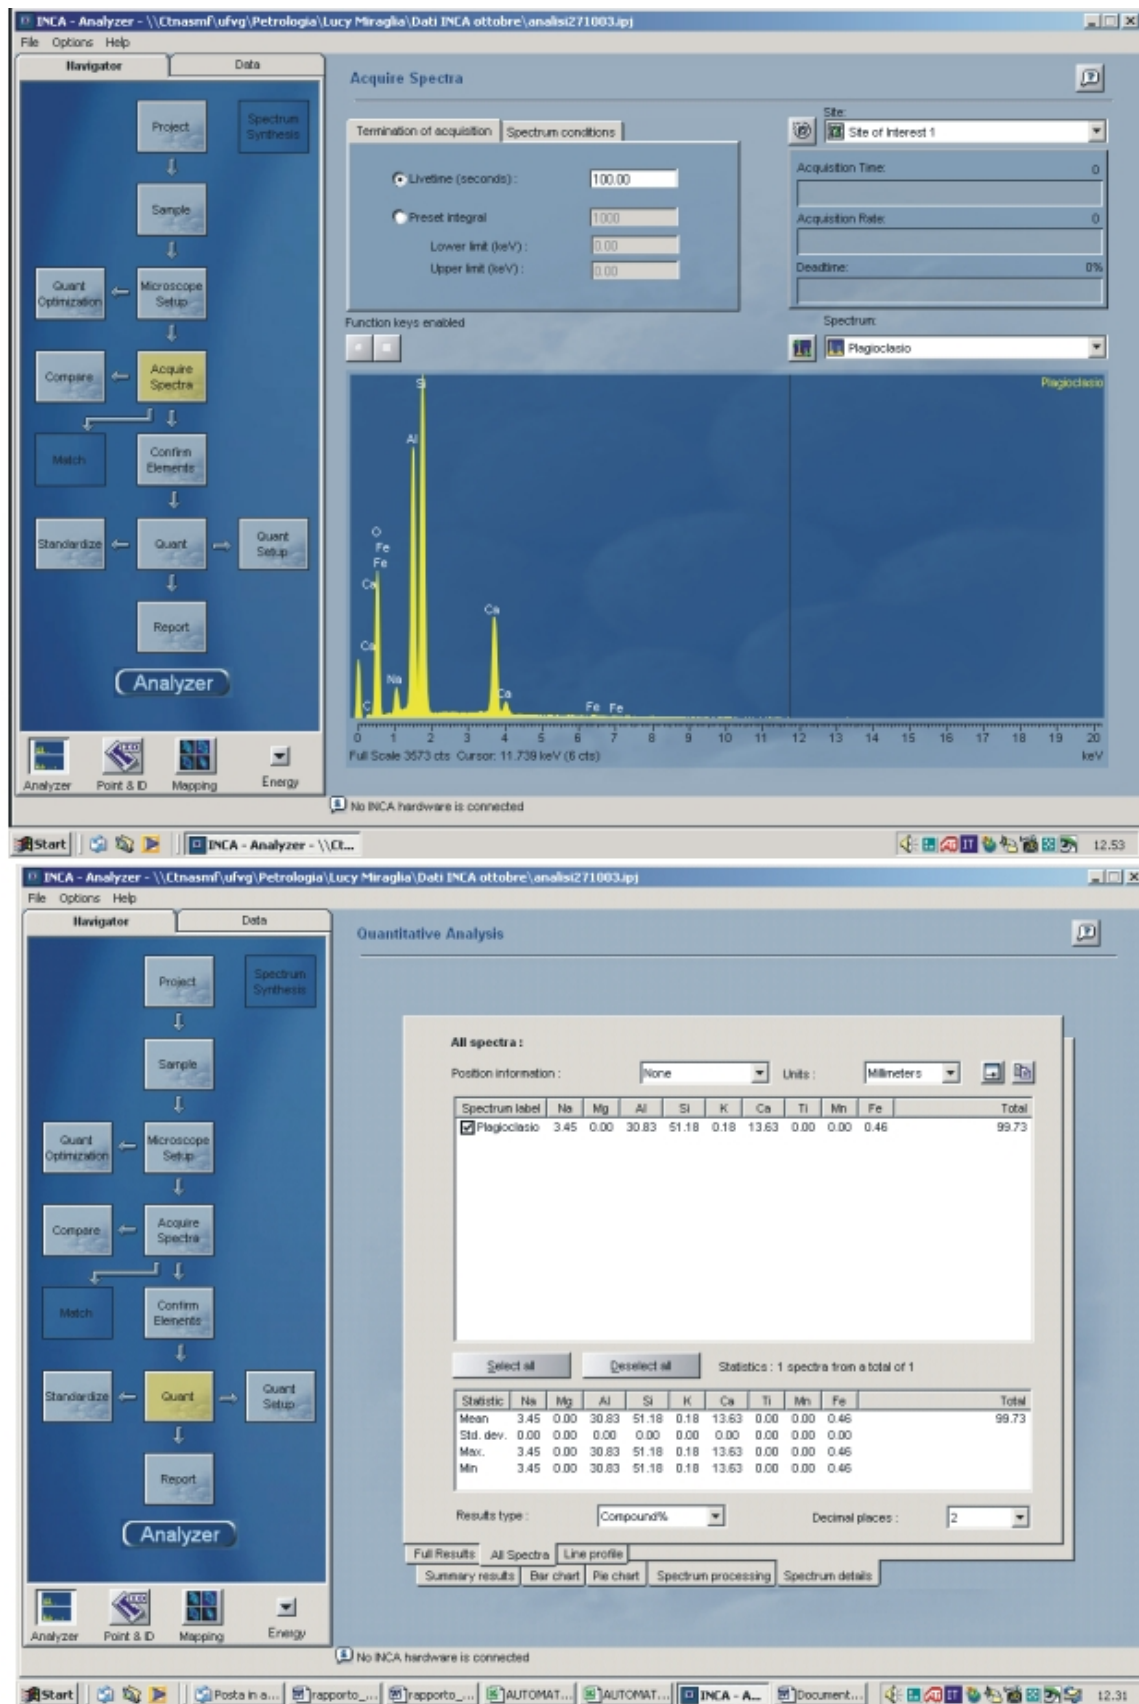 INCA - Analyzer - \\Ctnasmf\ufvg\Petrologia\Lucy Miraglia\Dati INCA ottobre\analisi271003.ipj
File Options Help
Navigator Data
Project
Spectrum Synthesis
Sample
Quant Optimization
Microscope Setup
Compare
Acquire Spectra
Match
Confirm Elements
Standardize
Quant
Quant Setup
Report
Analyzer
Analyzer Point & ID Mapping Energy
Acquire Spectra
Termination of acquisition Spectrum conditions
Livetime (seconds) : 100.00
Preset integral 1000
Lower limit (keV) : 0.00
Upper limit (keV) : 0.00
Site:
Site of Interest 1
Acquisition Time: 0
Acquisition Rate: 0
Deadtime: 0%
Function keys enabled
Spectrum:
Plagioclasio
Plagioclasio
Si
Al
O
Fe
Fe
Ca
Ca
Ca
Na
Ca
C
Fe Fe
0 1 2 3 4 5 6 7 8 9 10 11 12 13 14 15 16 17 18 19 20
Full Scale 3573 cts Cursor: 11.739 keV (6 cts) keV
No INCA hardware is connected
Start INCA - Analyzer - \\Ct... IT 12.53
INCA - Analyzer - \\Ctnasmf\ufvg\Petrologia\Lucy Miraglia\Dati INCA ottobre\analisi271003.ipj
File Options Help
Navigator Data
Project
Spectrum Synthesis
Sample
Quant Optimization
Microscope Setup
Compare
Acquire Spectra
Match
Confirm Elements
Standardize
Quant
Quant Setup
Report
Analyzer
Analyzer Point & ID Mapping Energy
Quantitative Analysis
All spectra :
Position information : None Units : Millimeters
Spectrum label Na Mg Al Si K Ca Ti Mn Fe Total
Plagioclasio 3.45 0.00 30.83 51.18 0.18 13.63 0.00 0.00 0.46 99.73
Select all Deselect all Statistics : 1 spectra from a total of 1
Statistic Na Mg Al Si K Ca Ti Mn Fe Total
Mean 3.45 0.00 30.83 51.18 0.18 13.63 0.00 0.00 0.46 99.73
Std. dev. 0.00 0.00 0.00 0.00 0.00 0.00 0.00 0.00 0.00
Max. 3.45 0.00 30.83 51.18 0.18 13.63 0.00 0.00 0.46
Min 3.45 0.00 30.83 51.18 0.18 13.63 0.00 0.00 0.46
Results type : Compound% Decimal places : 2
Full Results All Spectra Line profile
Summary results Bar chart Pie chart Spectrum processing Spectrum details
No INCA hardware is connected
Start Posta in a... rapporto_... rapporto_... AUTOMAT... AUTOMAT... INCA - A... Document... IT 12.31